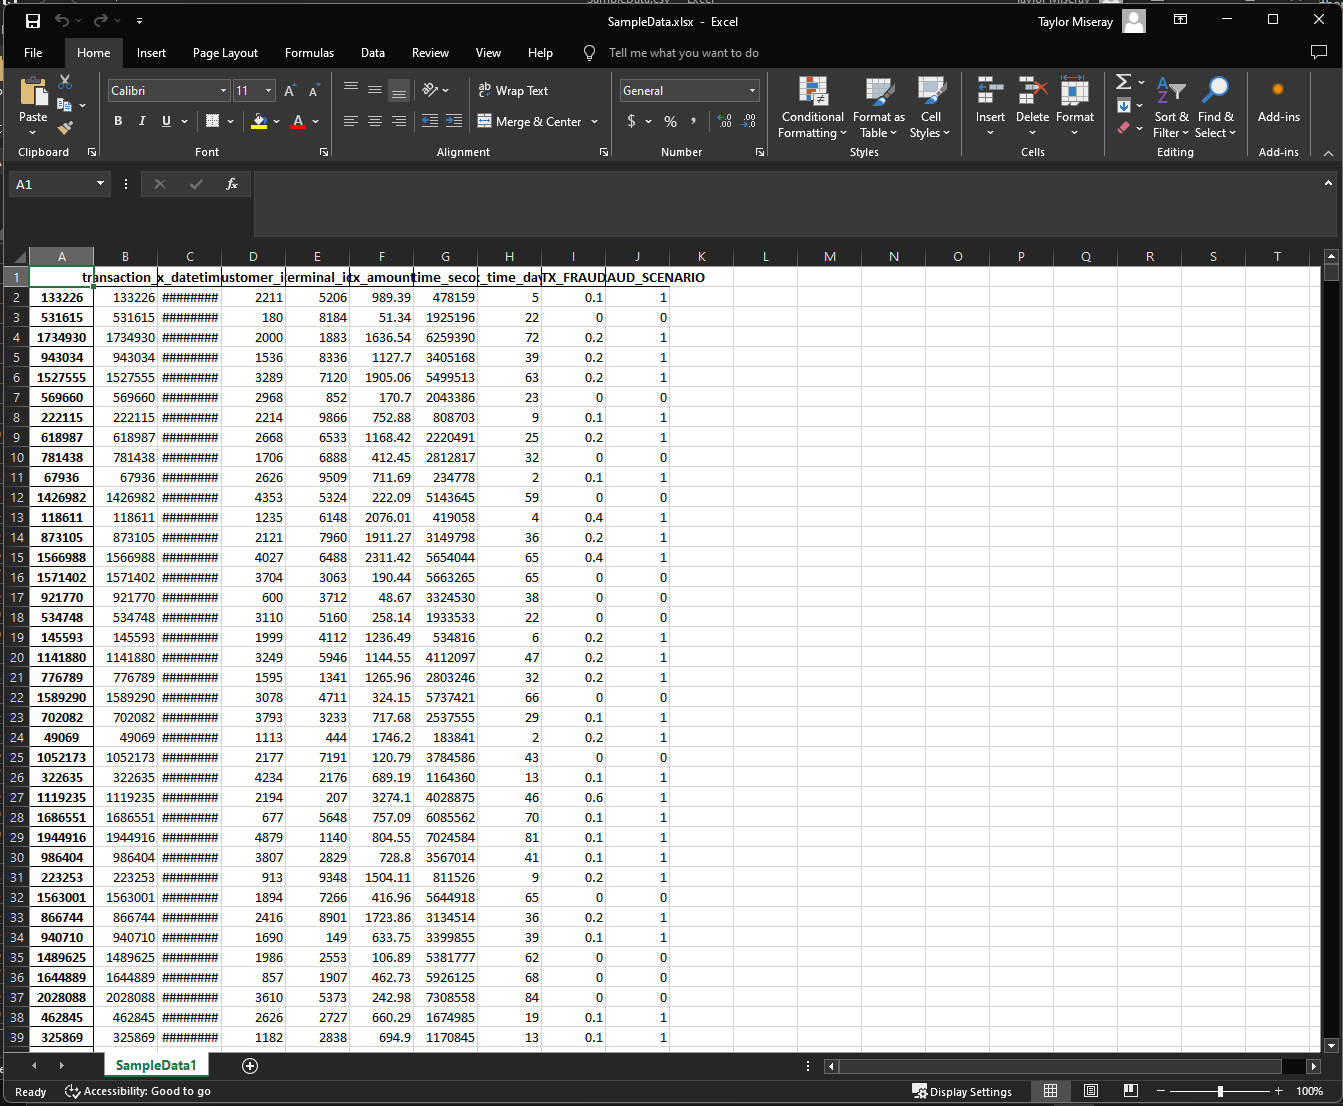 SampleData.xlsx - Excel
Taylor Miseray
File Home Insert Page Layout Formulas Data Review View Help Tell me what you want to do
Paste
Clipboard
Calibri 11
B I U
Font
Wrap Text
Merge & Center
Alignment
General
$ % ,
Number
Conditional Formatting
Format as Table
Cell Styles
Styles
Insert Delete Format
Cells
Sort & Filter
Find & Select
Editing
Add-ins
Add-ins
A1 fx
A B C D E F G H I J K L M N O P Q R S T
1 transaction_ x_datetim ustomer_i erminal_i tx_amount time_seco _time_da TX_FRAUD AUD_SCENARIO
2 133226 133226 ######## 2211 5206 989.39 478159 5 0.1 1
3 531615 531615 ######## 180 8184 51.34 1925196 22 0 0
4 1734930 1734930 ######## 2000 1883 1636.54 6259390 72 0.2 1
5 943034 943034 ######## 1536 8336 1127.7 3405168 39 0.2 1
6 1527555 1527555 ######## 3289 7120 1905.06 5499513 63 0.2 1
7 569660 569660 ######## 2968 852 170.7 2043386 23 0 0
8 222115 222115 ######## 2214 9866 752.88 808703 9 0.1 1
9 618987 618987 ######## 2668 6533 1168.42 2220491 25 0.2 1
10 781438 781438 ######## 1706 6888 412.45 2812817 32 0 0
11 67936 67936 ######## 2626 9509 711.69 234778 2 0.1 1
12 1426982 1426982 ######## 4353 5324 222.09 5143645 59 0 0
13 118611 118611 ######## 1235 6148 2076.01 419058 4 0.4 1
14 873105 873105 ######## 2121 7960 1911.27 3149798 36 0.2 1
15 1566988 1566988 ######## 4027 6488 2311.42 5654044 65 0.4 1
16 1571402 1571402 ######## 3704 3063 190.44 5663265 65 0 0
17 921770 921770 ######## 600 3712 48.67 3324530 38 0 0
18 534748 534748 ######## 3110 5160 258.14 1933533 22 0 0
19 145593 145593 ######## 1999 4112 1236.49 534816 6 0.2 1
20 1141880 1141880 ######## 3249 5946 1144.55 4112097 47 0.2 1
21 776789 776789 ######## 1595 1341 1265.96 2803246 32 0.2 1
22 1589290 1589290 ######## 3078 4711 324.15 5737421 66 0 0
23 702082 702082 ######## 3793 3233 717.68 2537555 29 0.1 1
24 49069 49069 ######## 1113 444 1746.2 183841 2 0.2 1
25 1052173 1052173 ######## 2177 7191 120.79 3784586 43 0 0
26 322635 322635 ######## 4234 2176 689.19 1164360 13 0.1 1
27 1119235 1119235 ######## 2194 207 3274.1 4028875 46 0.6 1
28 1686551 1686551 ######## 677 5648 757.09 6085562 70 0.1 1
29 1944916 1944916 ######## 4879 1140 804.55 7024584 81 0.1 1
30 986404 986404 ######## 3807 2829 728.8 3567014 41 0.1 1
31 223253 223253 ######## 913 9348 1504.11 811526 9 0.2 1
32 1563001 1563001 ######## 1894 7266 416.96 5644918 65 0 0
33 866744 866744 ######## 2416 8901 1723.86 3134514 36 0.2 1
34 940710 940710 ######## 1690 149 633.75 3399855 39 0.1 1
35 1489625 1489625 ######## 1986 2553 106.89 5381777 62 0 0
36 1644889 1644889 ######## 857 1907 462.73 5926125 68 0 0
37 2028088 2028088 ######## 3610 5373 242.98 7308558 84 0 0
38 462845 462845 ######## 2626 2727 660.29 1674985 19 0.1 1
39 325869 325869 ######## 1182 2838 694.9 1170845 13 0.1 1
SampleData1
Ready Accessibility: Good to go Display Settings 100%